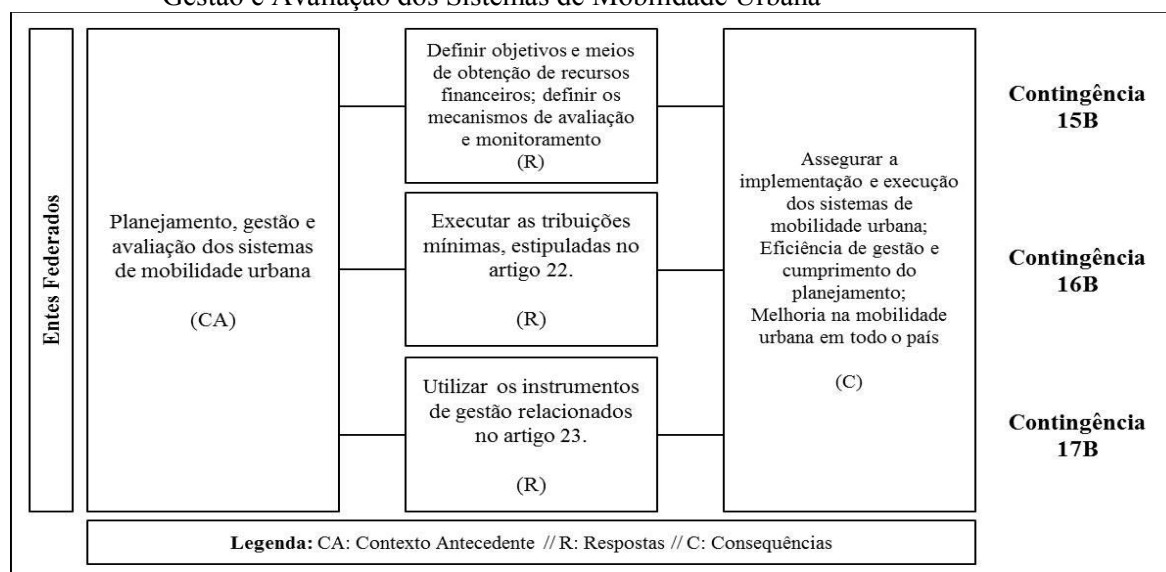 Gestão e Avaliação dos Sistemas de Mobilidade Urbana
Entes Federados
Planejamento, gestão e
avaliação dos sistemas
de mobilidade urbana
(CA)
Definir objetivos e meios
de obtenção de recursos
financeiros; definir os
mecanismos de avaliação
e monitoramento
(R)
Executar as tribuições
mínimas, estipuladas no
artigo 22.
(R)
Utilizar os instrumentos
de gestão relacionados
no artigo 23.
(R)
Assegurar a
implementação e execução
dos sistemas de
mobilidade urbana;
Eficiência de gestão e
cumprimento do
planejamento;
Melhoria na mobilidade
urbana em todo o país
(C)
Contingência
15B
Contingência
16B
Contingência
17B
Legenda: CA: Contexto Antecedente // R: Respostas // C: Consequências